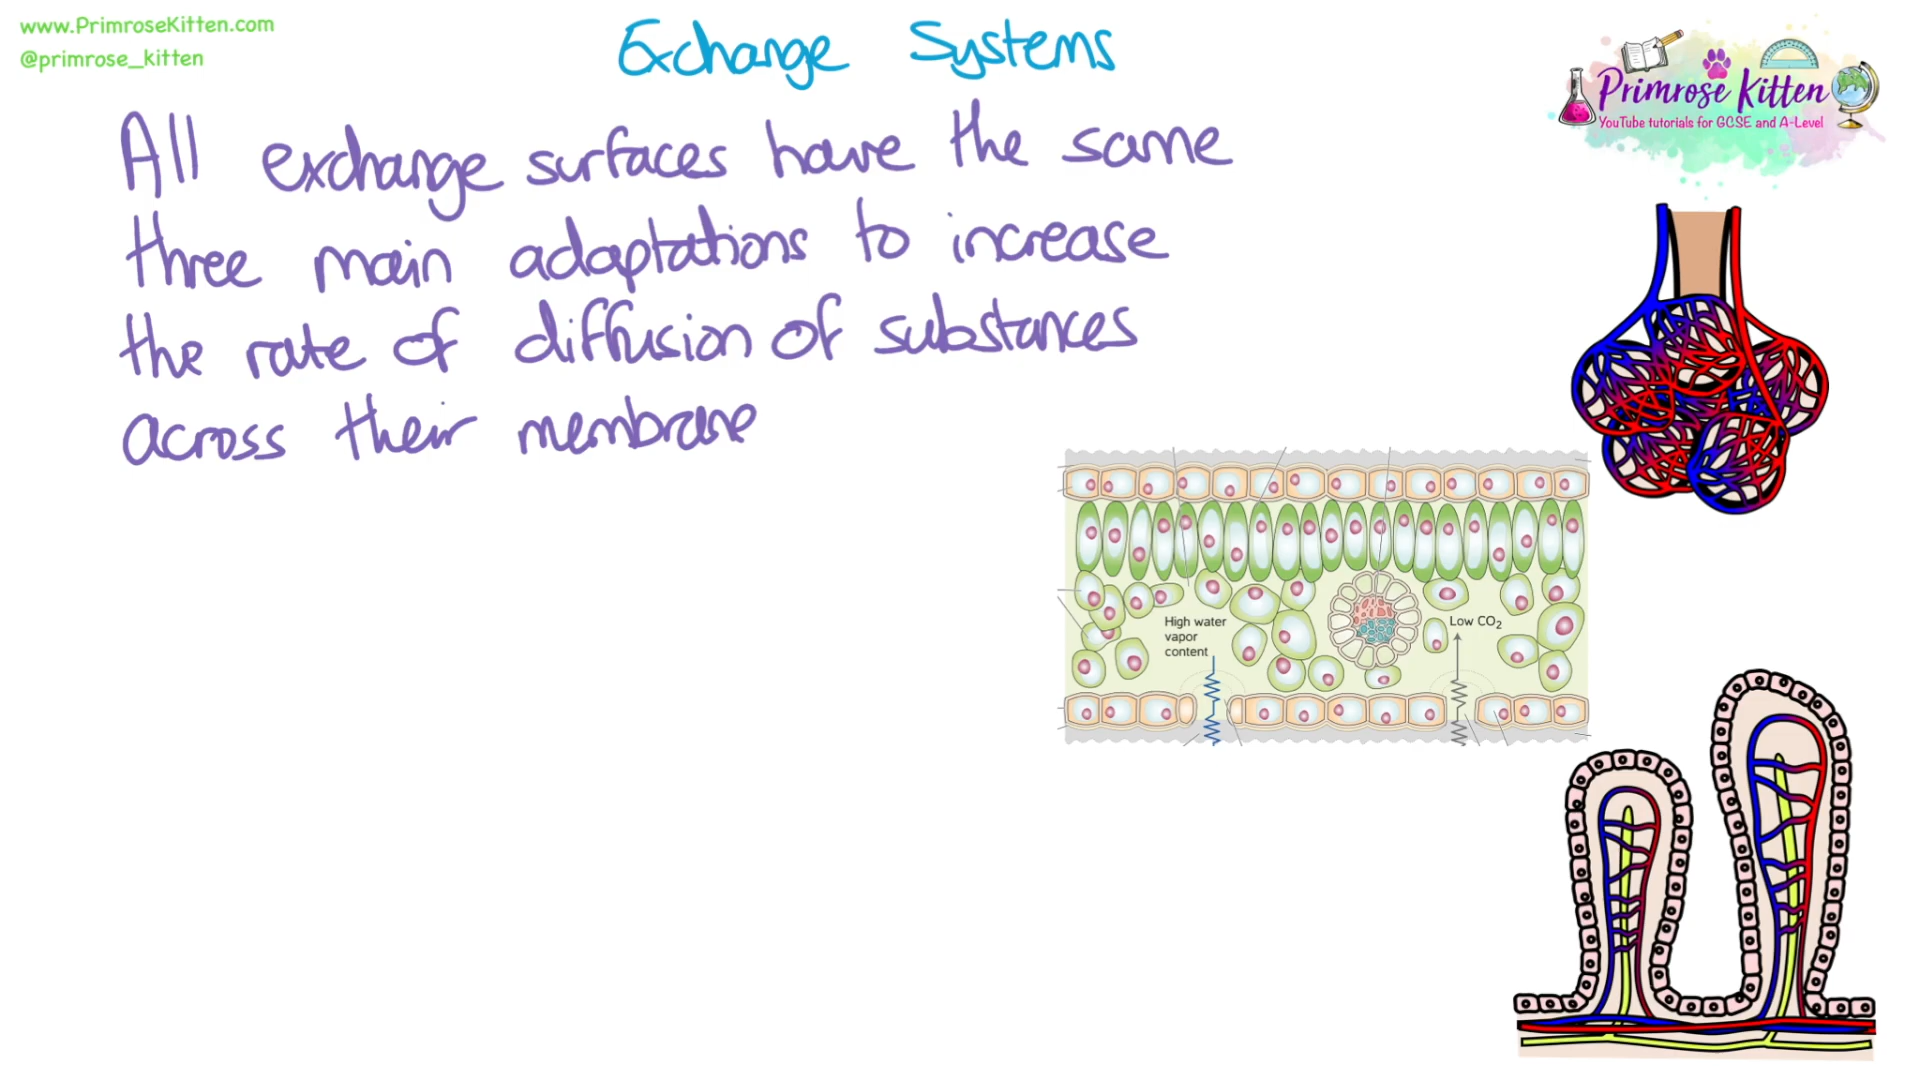 www.PrimroseKitten.com
@primrose_kitten
Exchange Systems
Primrose Kitten
YouTube tutorials for GCSE and A-Level
All exchange surfaces have the same
three main adaptations to increase
the rate of diffusion of substances
across their membrane
High water
vapor
content
Low CO₂